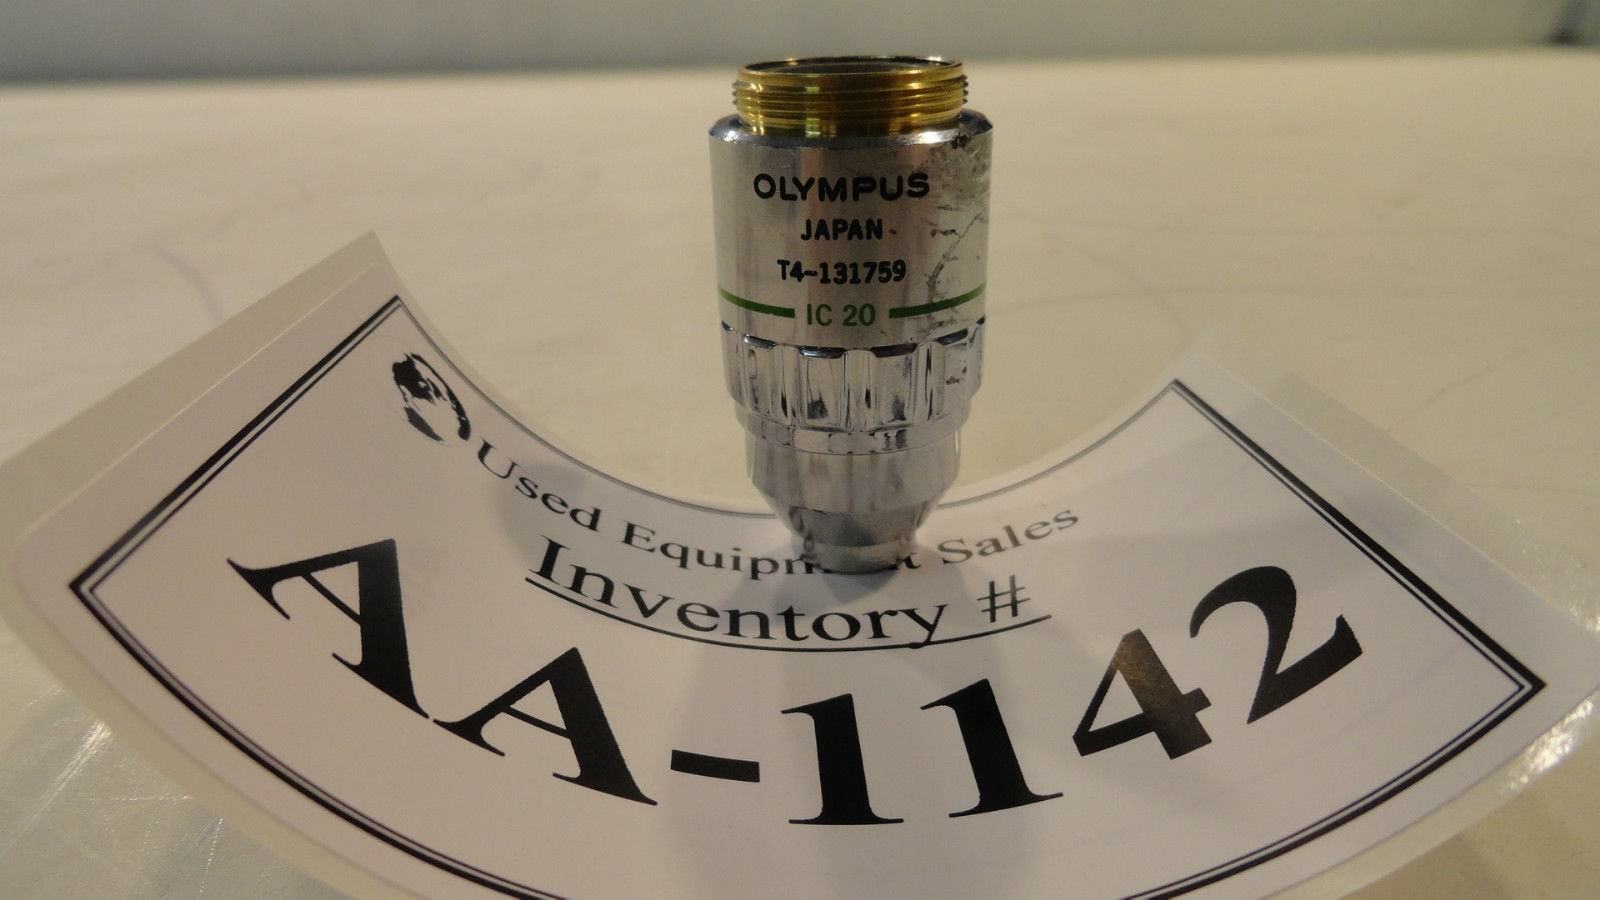 OLYMPUS
JAPAN
T4-131759
IC 20
Used Equipment Sales
Inventory #
AA-1142